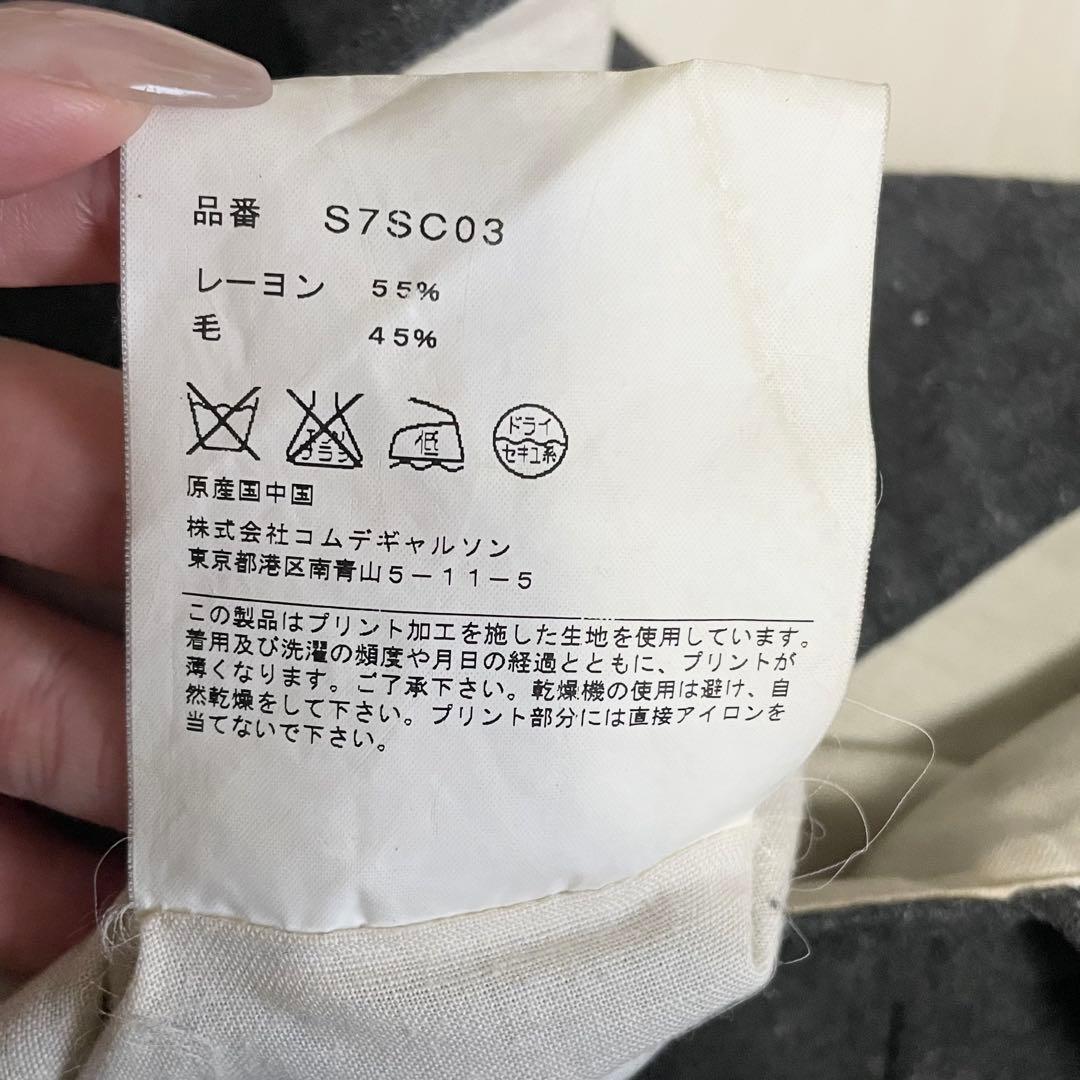 品番 S7SC03
レーヨン 55%
毛 45%
エンソ
サラシ
低
ドライ
セキユ系
原産国中国
株式会社コムデギャルソン
東京都港区南青山5-11-5
この製品はプリント加工を施した生地を使用しています。
着用及び洗濯の頻度や月日の経過とともに、プリントが
薄くなります。ご了承下さい。乾燥機の使用は避け、自
然乾燥をして下さい。プリント部分には直接アイロンを
当てないで下さい。